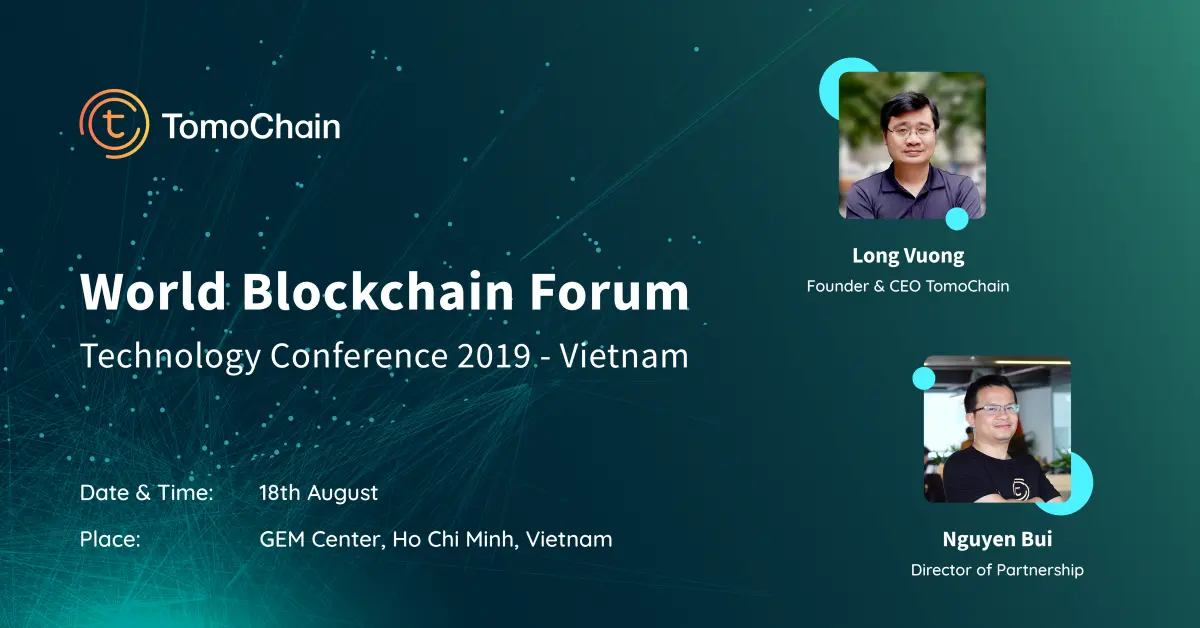 TomoChain
World Blockchain Forum
Technology Conference 2019 - Vietnam
Date & Time: 18th August
Place: GEM Center, Ho Chi Minh, Vietnam
Long Vuong
Founder & CEO TomoChain
Nguyen Bui
Director of Partnership